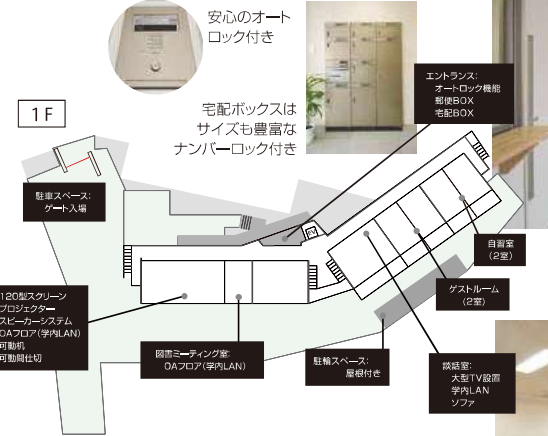 安心のオート
ロック付き
宅配ボックスは
サイズも豊富な
ナンバーロック付き
1F
エントランス:
オートロック機能
郵便BOX
宅配BOX
駐車スペース:
ゲート入場
EV
自習室
(2室)
ゲストルーム
(2室)
120型スクリーン
プロジェクター
スピーカーシステム
OAフロア(学内LAN)
可動机
可動間仕切
図書ミーティング室:
OAフロア(学内LAN)
駐輪スペース:
屋根付き
談話室:
大型TV設置
学内LAN
ソファ